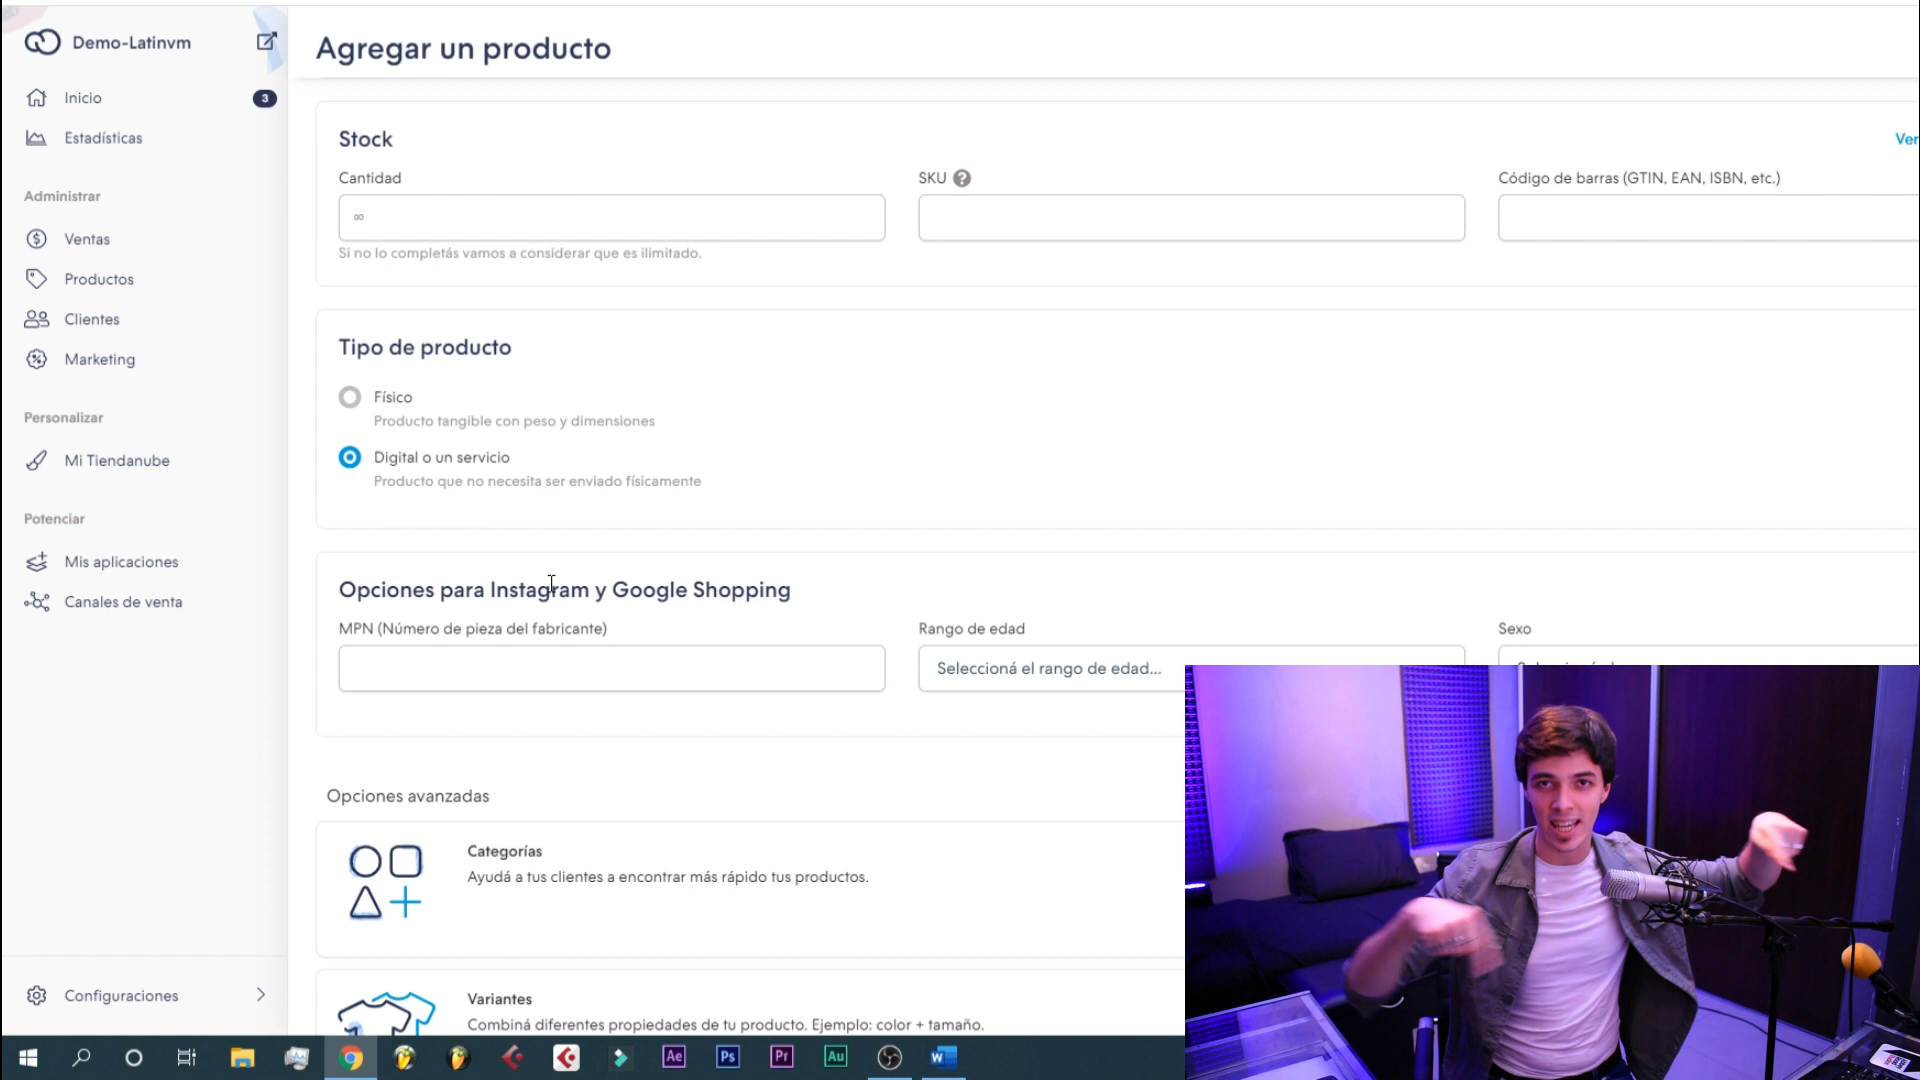 Demo-Latinvm
Agregar un producto
Inicio
3
Estadísticas
Administrar
Ventas
Productos
Clientes
Marketing
Personalizar
Mi Tiendanube
Potenciar
Mis aplicaciones
Canales de venta
Configuraciones
Stock
Ver
Cantidad
SKU ?
Código de barras (GTIN, EAN, ISBN, etc.)
∞
Si no lo completás vamos a considerar que es ilimitado.
Tipo de producto
Físico
Producto tangible con peso y dimensiones
Digital o un servicio
Producto que no necesita ser enviado físicamente
Opciones para Instagram y Google Shopping
MPN (Número de pieza del fabricante)
Rango de edad
Sexo
Seleccioná el rango de edad...
Opciones avanzadas
Categorías
Ayudá a tus clientes a encontrar más rápido tus productos.
Variantes
Combiná diferentes propiedades de tu producto. Ejemplo: color + tamaño.
Ae
Ps
Pr
Au
W